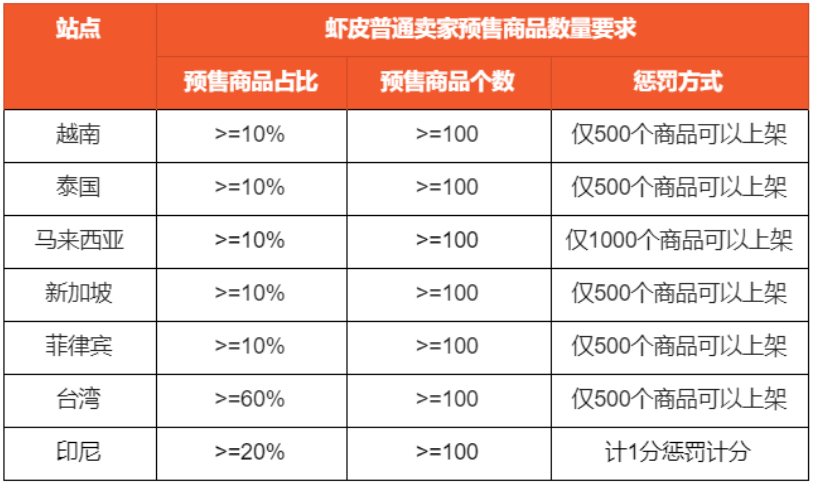 站点 虾皮普通卖家预售商品数量要求
预售商品占比 预售商品个数 惩罚方式
越南 >=10% >=100 仅500个商品可以上架
泰国 >=10% >=100 仅500个商品可以上架
马来西亚 >=10% >=100 仅1000个商品可以上架
新加坡 >=10% >=100 仅500个商品可以上架
菲律宾 >=10% >=100 仅500个商品可以上架
台湾 >=60% >=100 仅500个商品可以上架
印尼 >=20% >=100 计1分惩罚计分